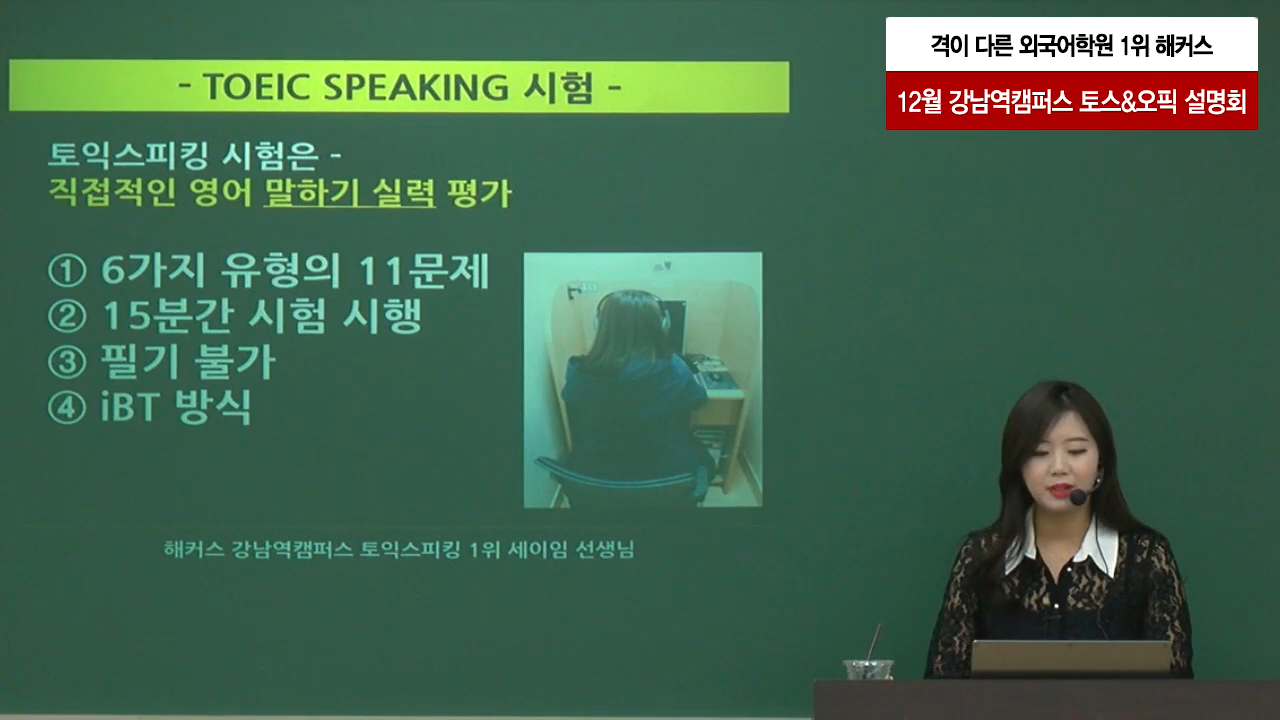 격이 다른 외국어학원 1위 해커스
12월 강남역캠퍼스 토스&오픽 설명회
- TOEIC SPEAKING 시험 -
토익스피킹 시험은 -
직접적인 영어 말하기 실력 평가
① 6가지 유형의 11문제
② 15분간 시험 시행
③ 필기 불가
④ iBT 방식
해커스 강남역캠퍼스 토익스피킹 1위 세이임 선생님